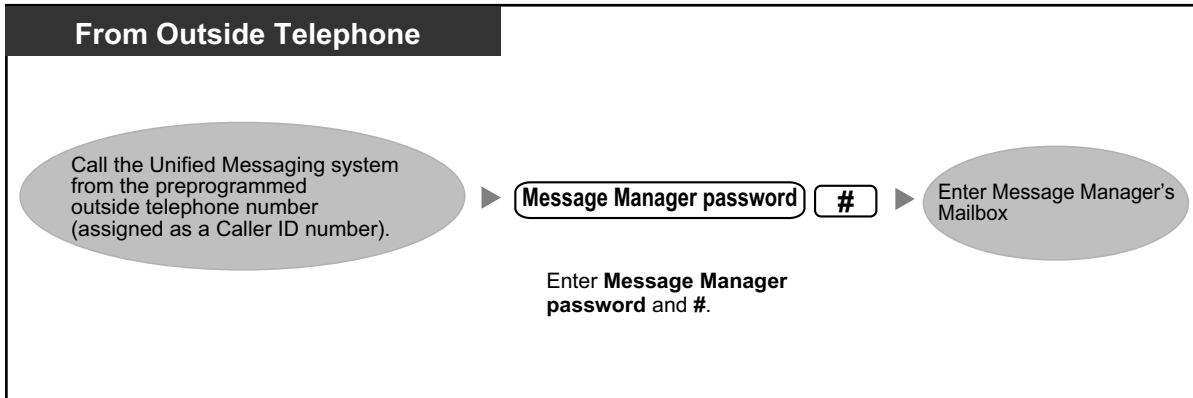 From Outside Telephone
Call the Unified Messaging system
from the preprogrammed
outside telephone number
(assigned as a Caller ID number).
Message Manager password #
Enter Message Manager
password and #.
Enter Message Manager's
Mailbox